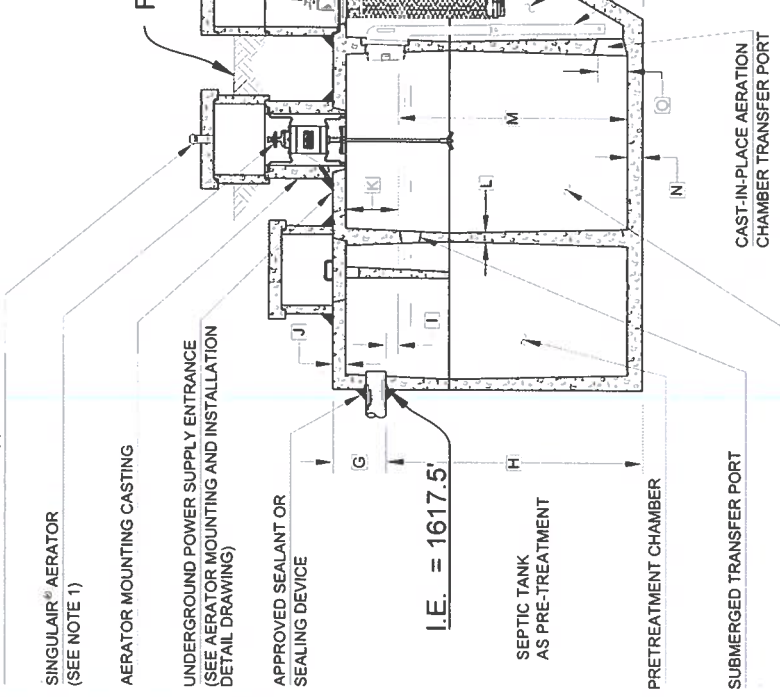 F
SINGULAIR® AERATOR
(SEE NOTE 1)
AERATOR MOUNTING CASTING
UNDERGROUND POWER SUPPLY ENTRANCE
(SEE AERATOR MOUNTING AND INSTALLATION
DETAIL DRAWING)
APPROVED SEALANT OR
SEALING DEVICE
I.E. = 1617.5'
SEPTIC TANK
AS PRE-TREATMENT
PRETREATMENT CHAMBER
SUBMERGED TRANSFER PORT
CAST-IN-PLACE AERATION
CHAMBER TRANSFER PORT
G
H
I
J
K
L
M
N
O